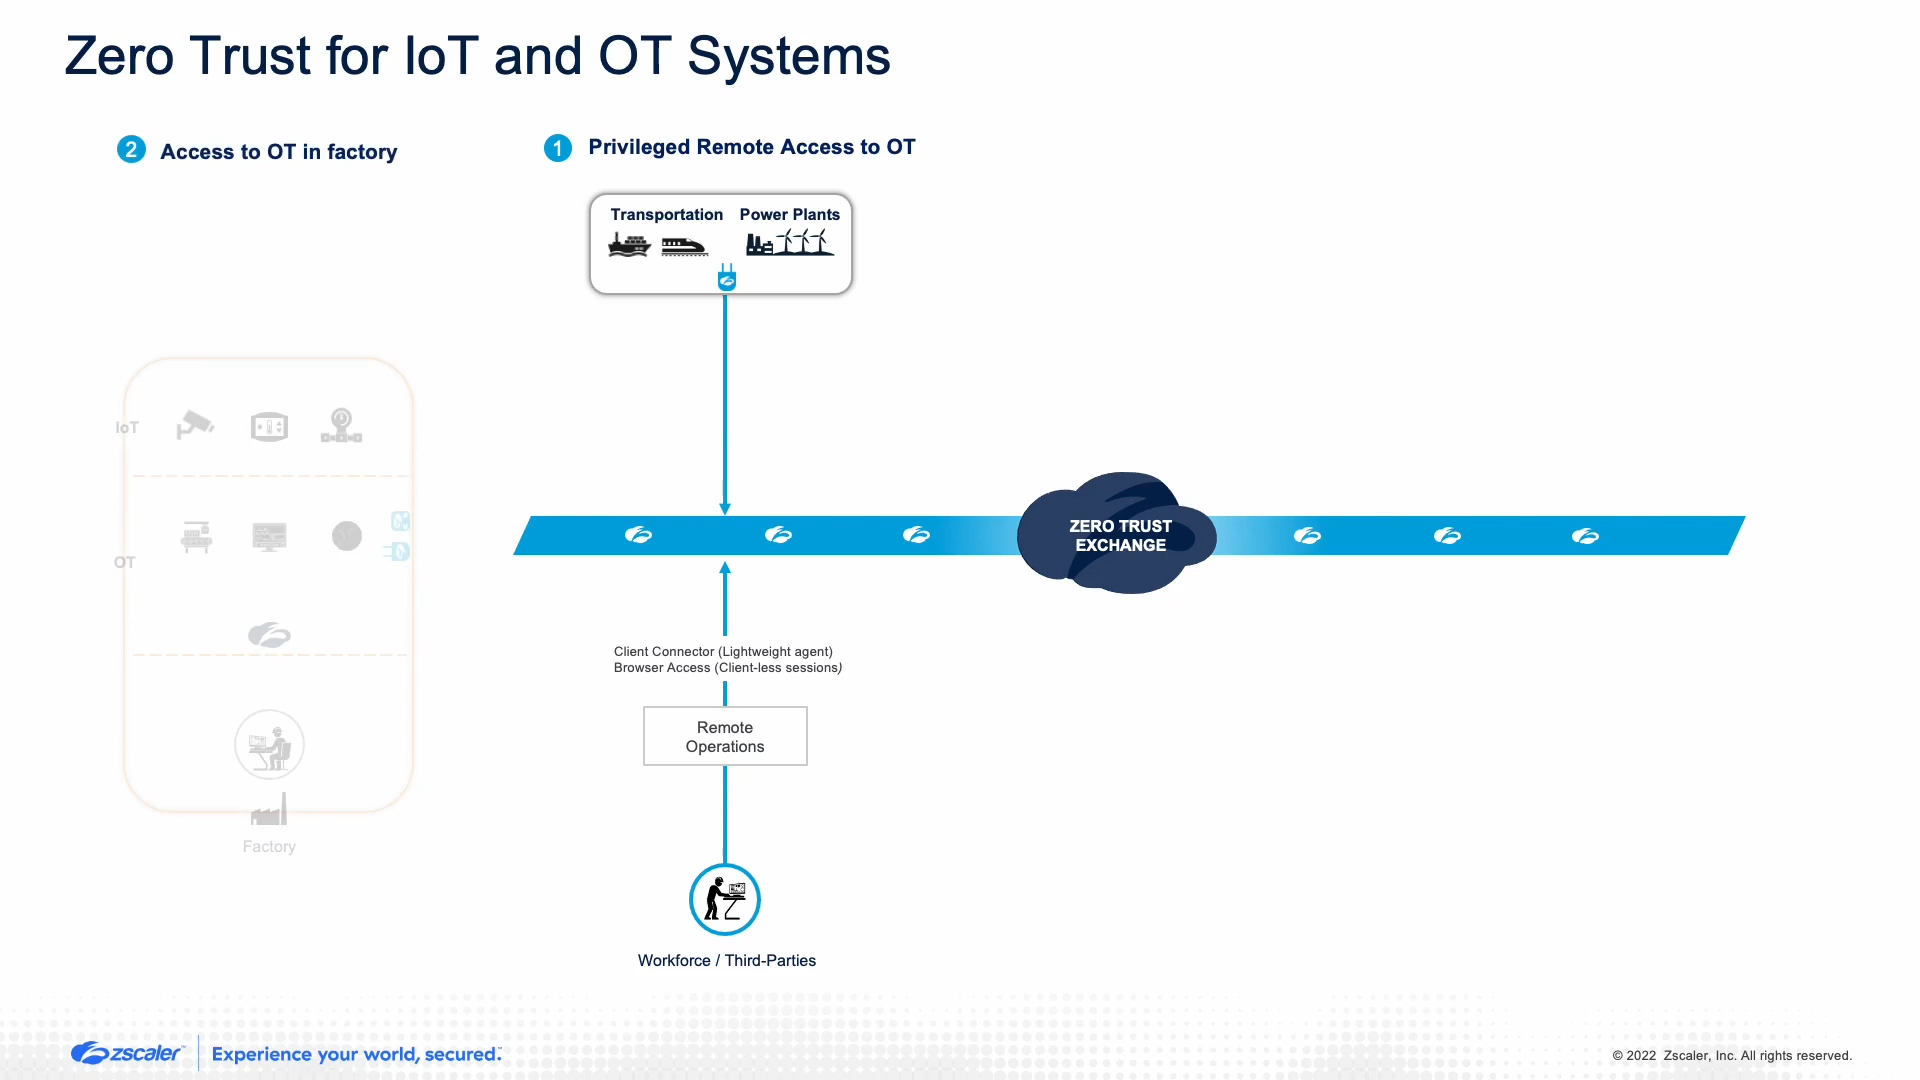 Zero Trust for IoT and OT Systems
2 Access to OT in factory
1 Privileged Remote Access to OT
Transportation Power Plants
IoT
OT
ZERO TRUST
EXCHANGE
Client Connector (Lightweight agent)
Browser Access (Client-less sessions)
Remote
Operations
Factory
Workforce / Third-Parties
zscaler™ Experience your world, secured.™
© 2022 Zscaler, Inc. All rights reserved.